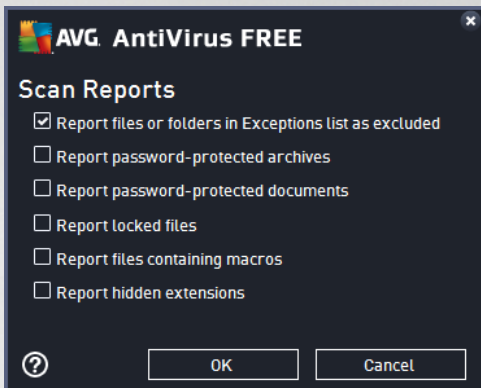 AVG. AntiVirus FREE
Scan Reports
Report files or folders in Exceptions list as excluded
Report password-protected archives
Report password-protected documents
Report locked files
Report files containing macros
Report hidden extensions
? OK Cancel